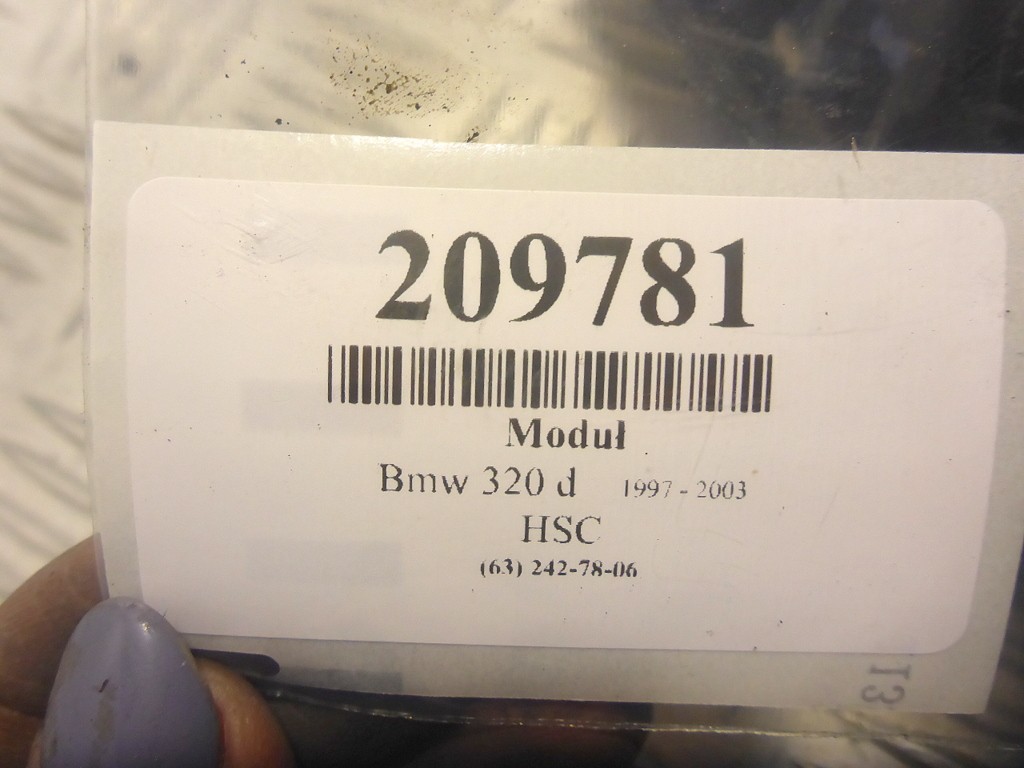 209781
Moduł
Bmw 320 d 1997 - 2003
HSC
(63) 242-78-06